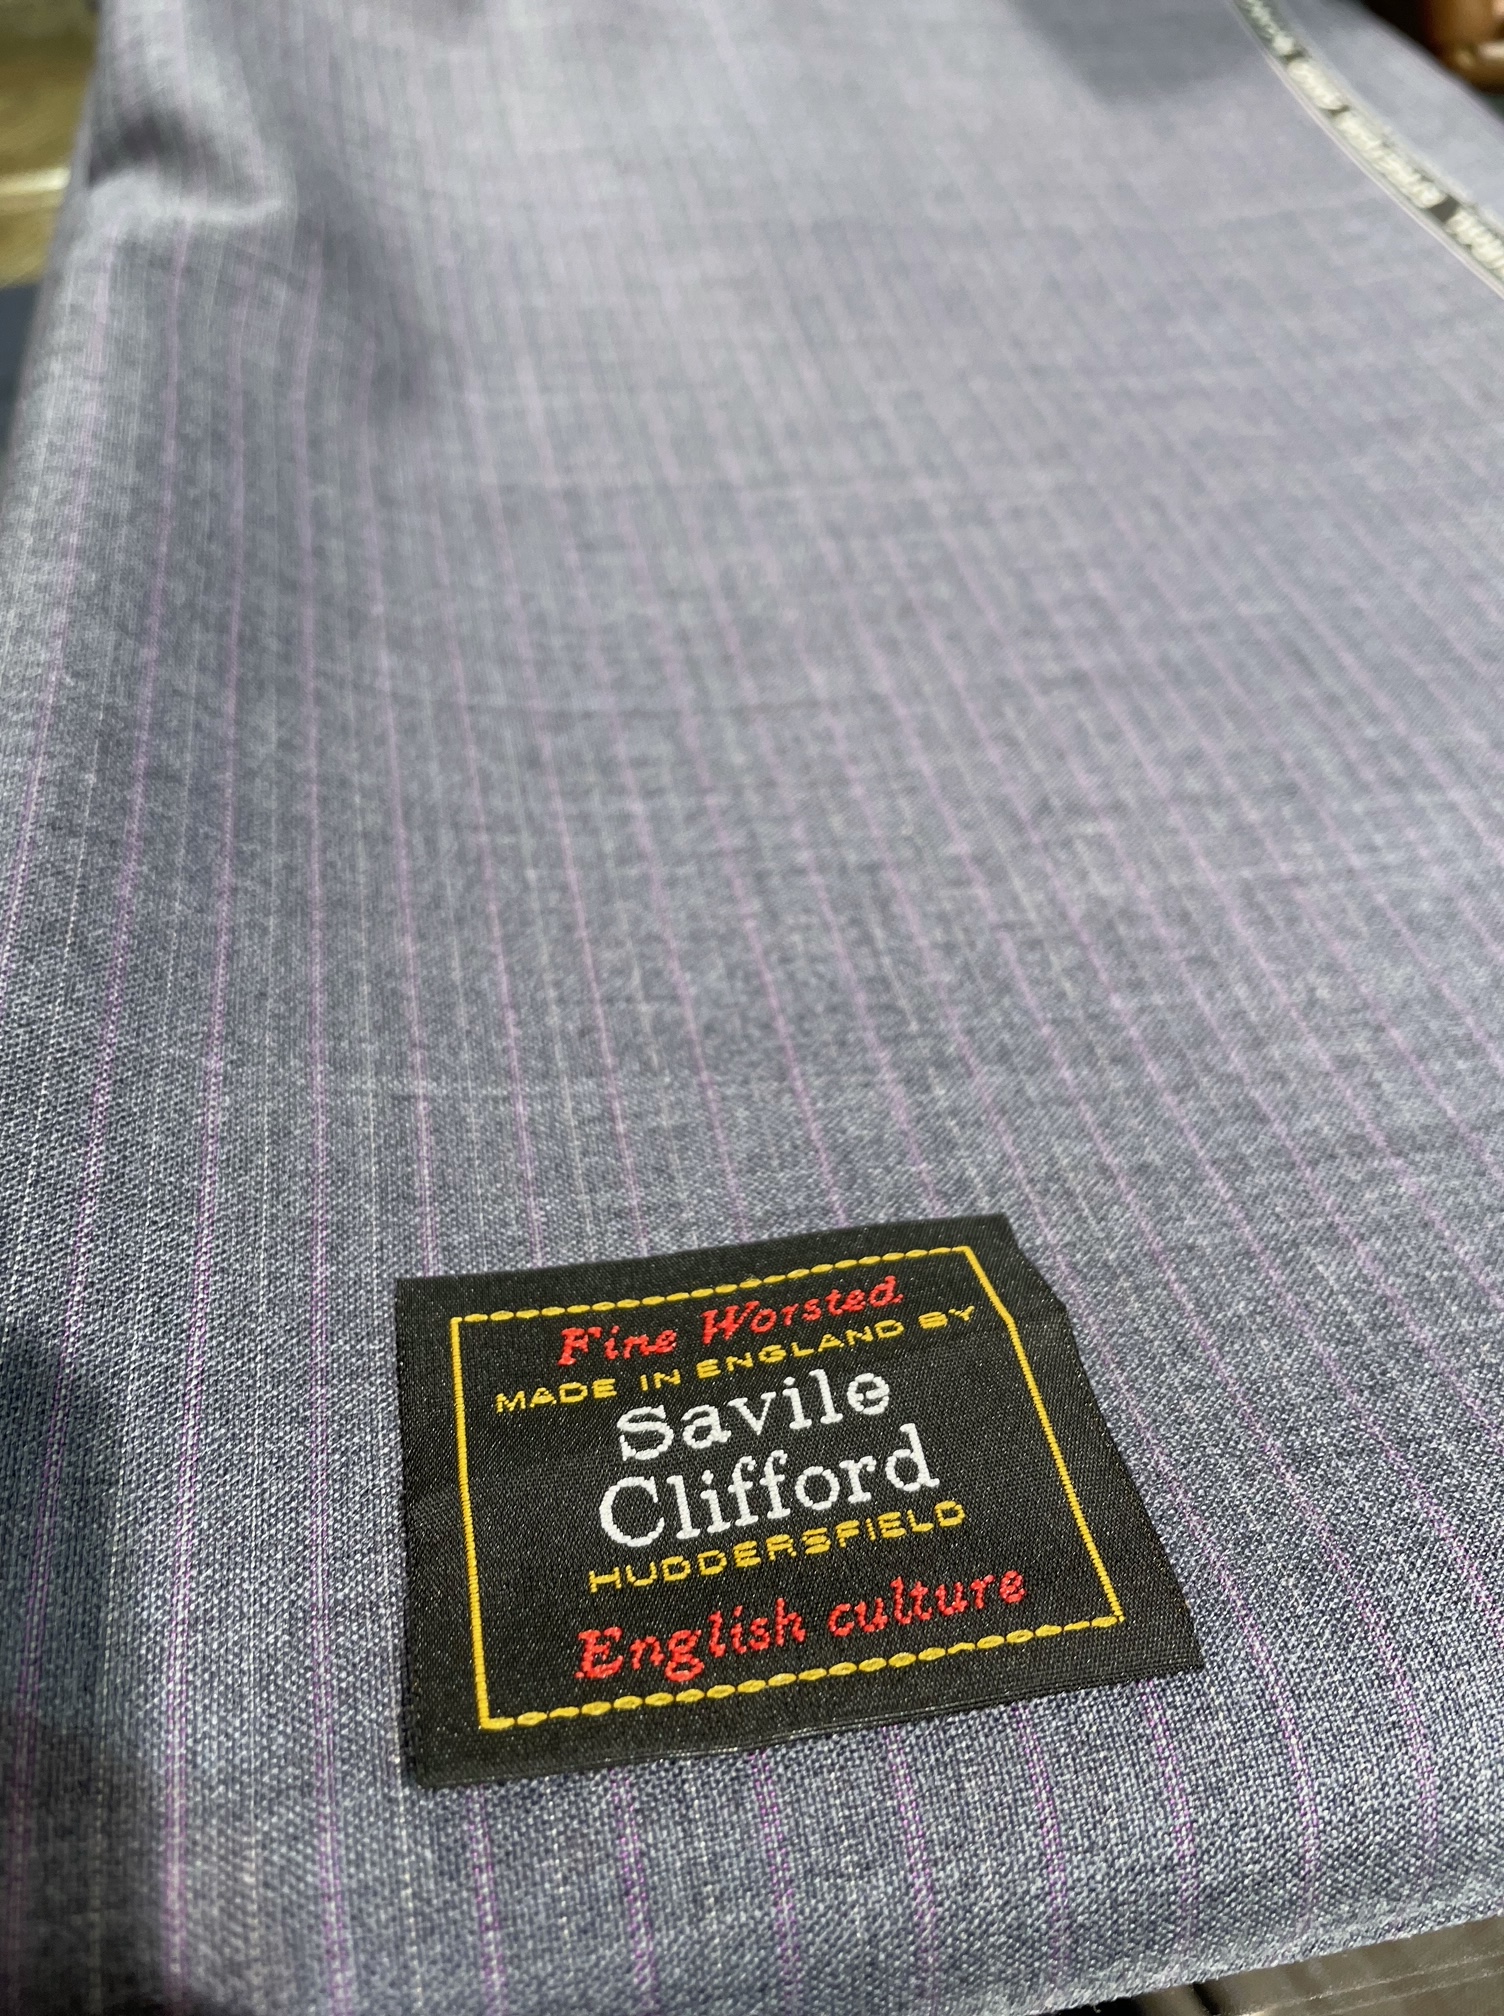 Fine Worsted
MADE IN ENGLAND BY
Savile
Clifford
HUDDERSFIELD
English culture